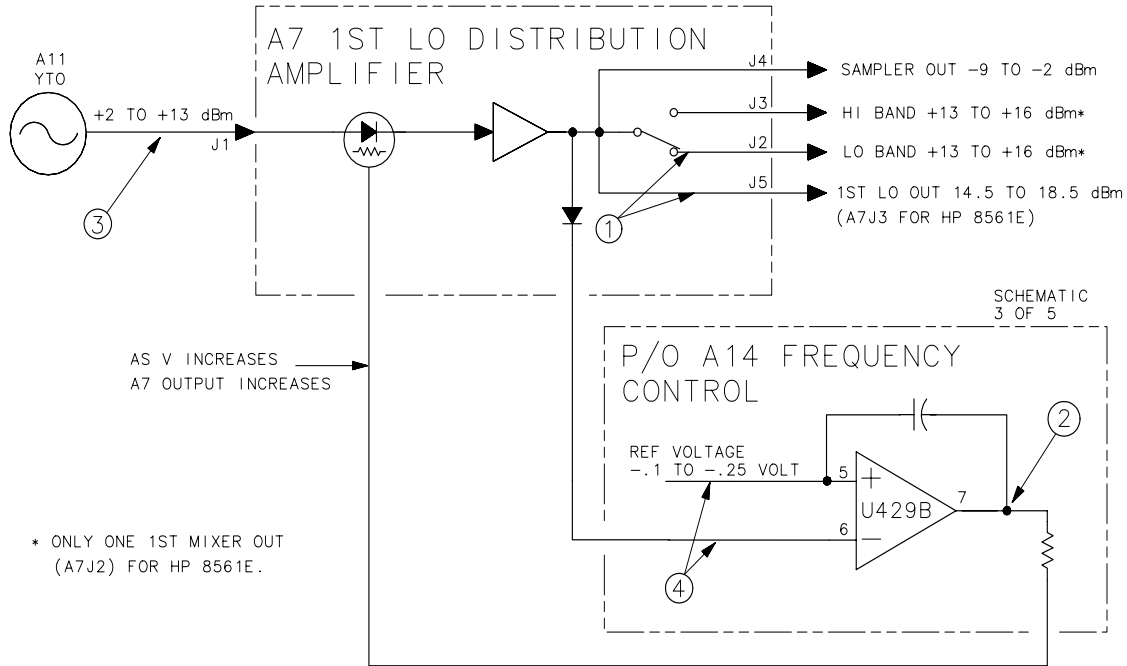 A11
YTO
+2 TO +13 dBm
J1
3
A7 1ST LO DISTRIBUTION
AMPLIFIER
J4
SAMPLER OUT -9 TO -2 dBm
J3
HI BAND +13 TO +16 dBm*
J2
LO BAND +13 TO +16 dBm*
J5
1ST LO OUT 14.5 TO 18.5 dBm
(A7J3 FOR HP 8561E)
1
AS V INCREASES
A7 OUTPUT INCREASES
SCHEMATIC
3 OF 5
P/O A14 FREQUENCY
CONTROL
2
REF VOLTAGE
-.1 TO -.25 VOLT
5
+
U429B
7
6
-
4
* ONLY ONE 1ST MIXER OUT
(A7J2) FOR HP 8561E.